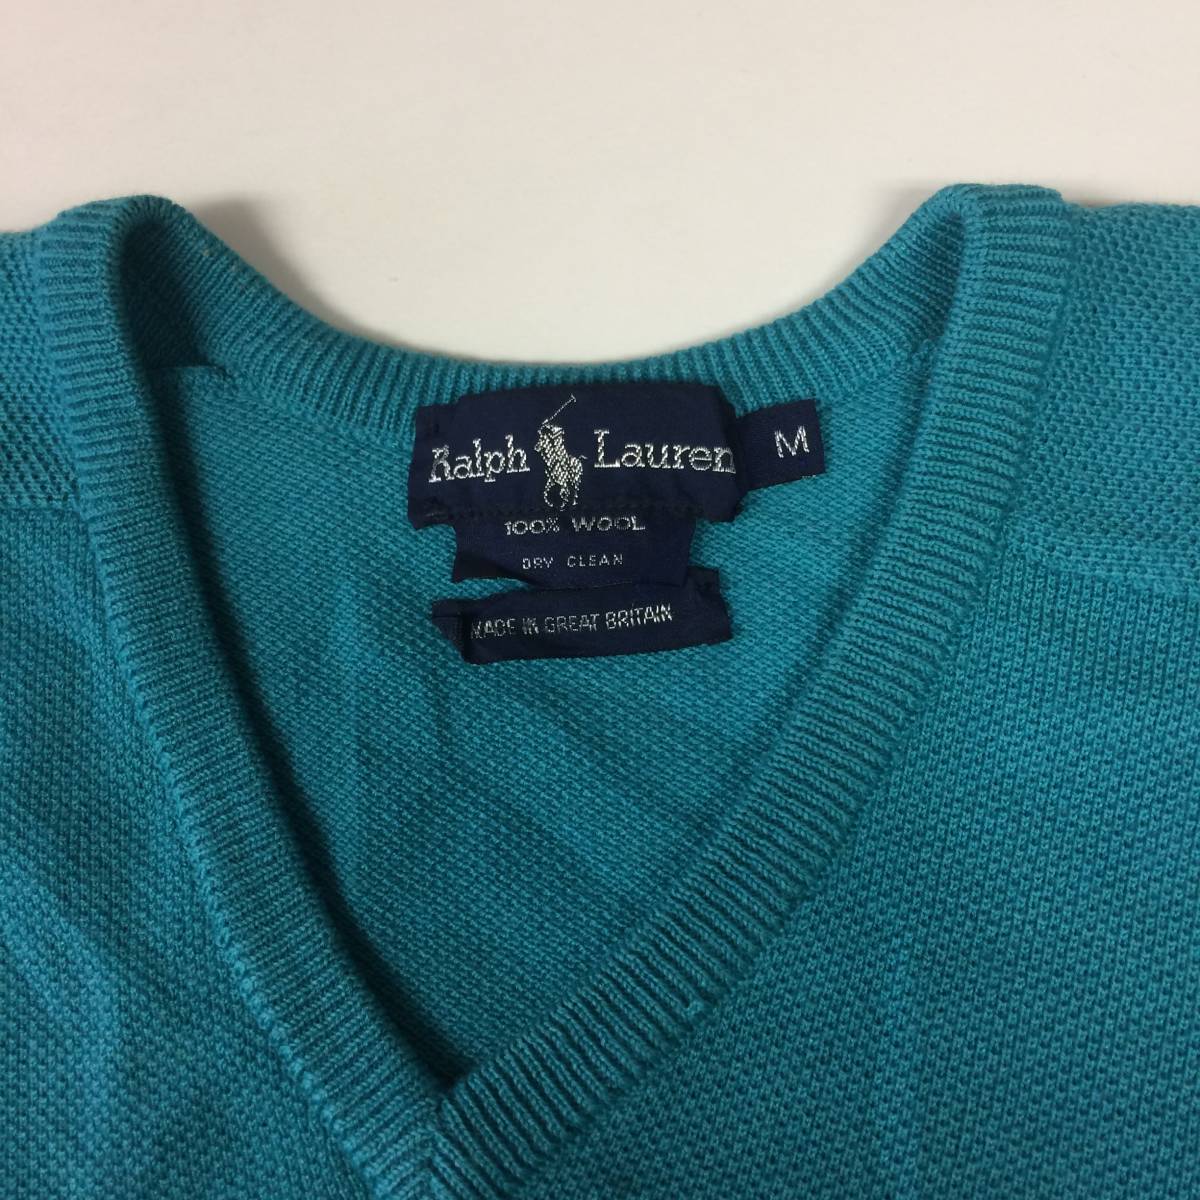 Ralph Lauren
M
100% WOOL
DRY CLEAN
MADE IN GREAT BRITAIN